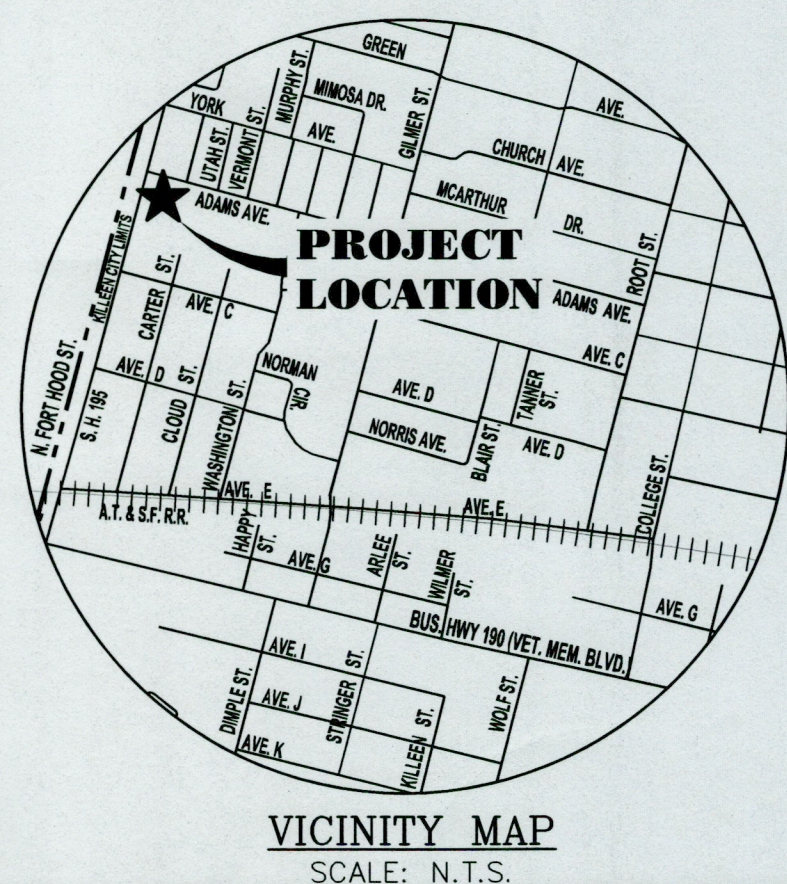 GREEN
AVE.
MURPHY ST.
MIMOSA DR.
YORK
AVE.
GILMER ST.
UTAH ST.
VERMONT ST.
CHURCH AVE.
MCARTHUR DR.
ADAMS AVE.
ROOT ST.
KILLEEN CITY LIMITS
PROJECT
LOCATION
ADAMS AVE.
CARTER ST.
AVE. C
AVE. C
N. FORT HOOD ST.
S. H. 195
AVE. D
CLOUD ST.
NORMAN CIR.
AVE. D
TANNER ST.
WASHINGTON ST.
NORRIS AVE.
BLAIR ST.
AVE. D
COLLEGE ST.
AVE. E
AVE. E
A.T. & S.F. R.R.
HAPPY ST.
AVE. G
ARLEE ST.
WILMER ST.
AVE. G
BUS. HWY 190 (VET. MEM. BLVD.)
AVE. I
DIMPLE ST.
STRINGER ST.
WOLF ST.
AVE. J
KILLEEN ST.
AVE. K
VICINITY MAP
SCALE: N.T.S.